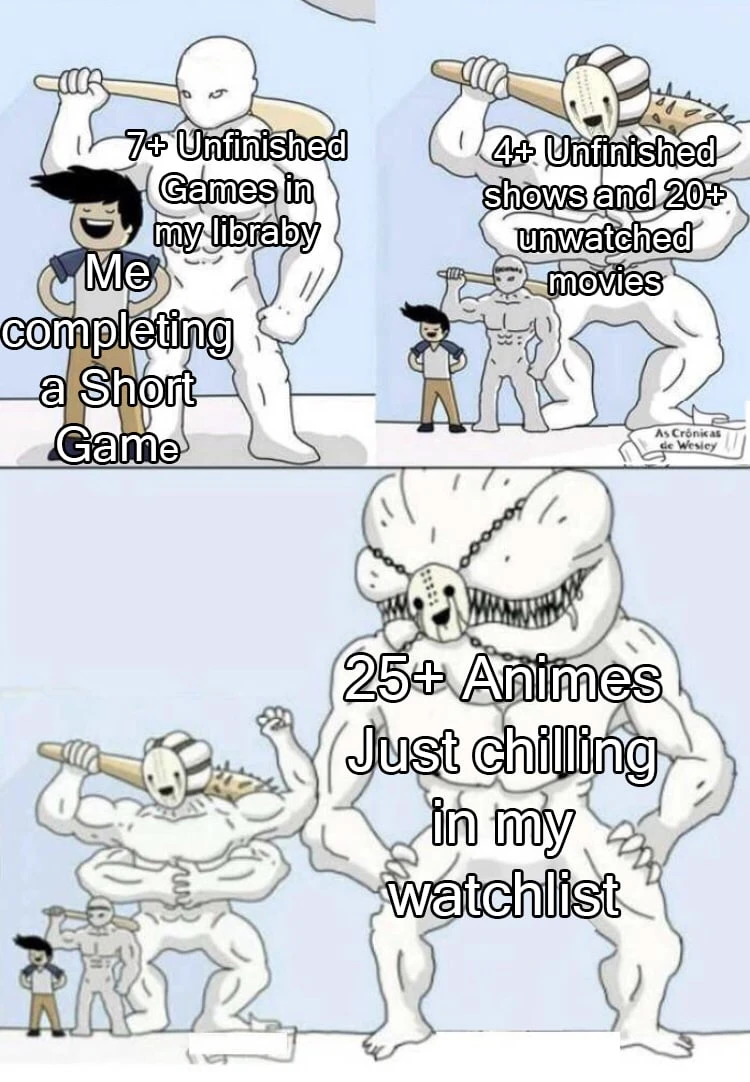 7+ Unfinished
Games in
my libraby
Me
completing
a Short
Game
4+ Unfinished
shows and 20+
unwatched
movies
As Crônicas
de Wesley
25+ Animes
Just chilling
in my
watchlist